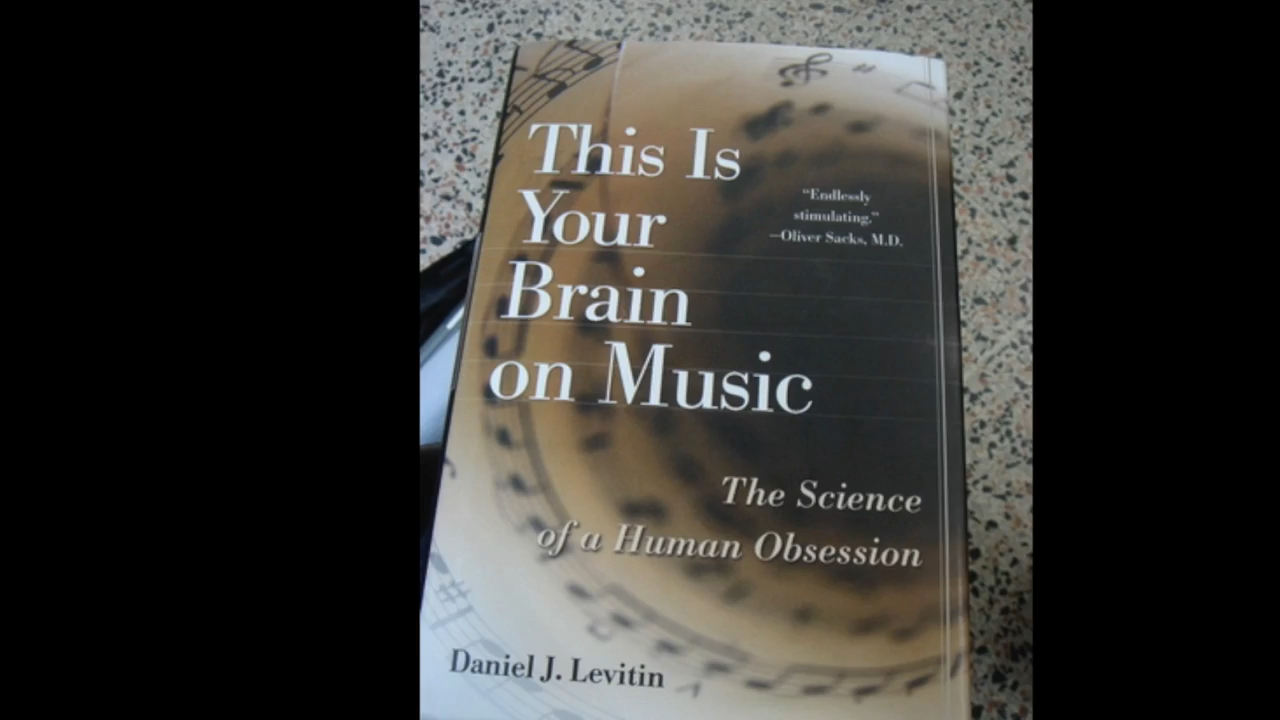 This Is
Your
Brain
on Music
“Endlessly
stimulating.”
—Oliver Sacks, M.D.
The Science
of a Human Obsession
Daniel J. Levitin